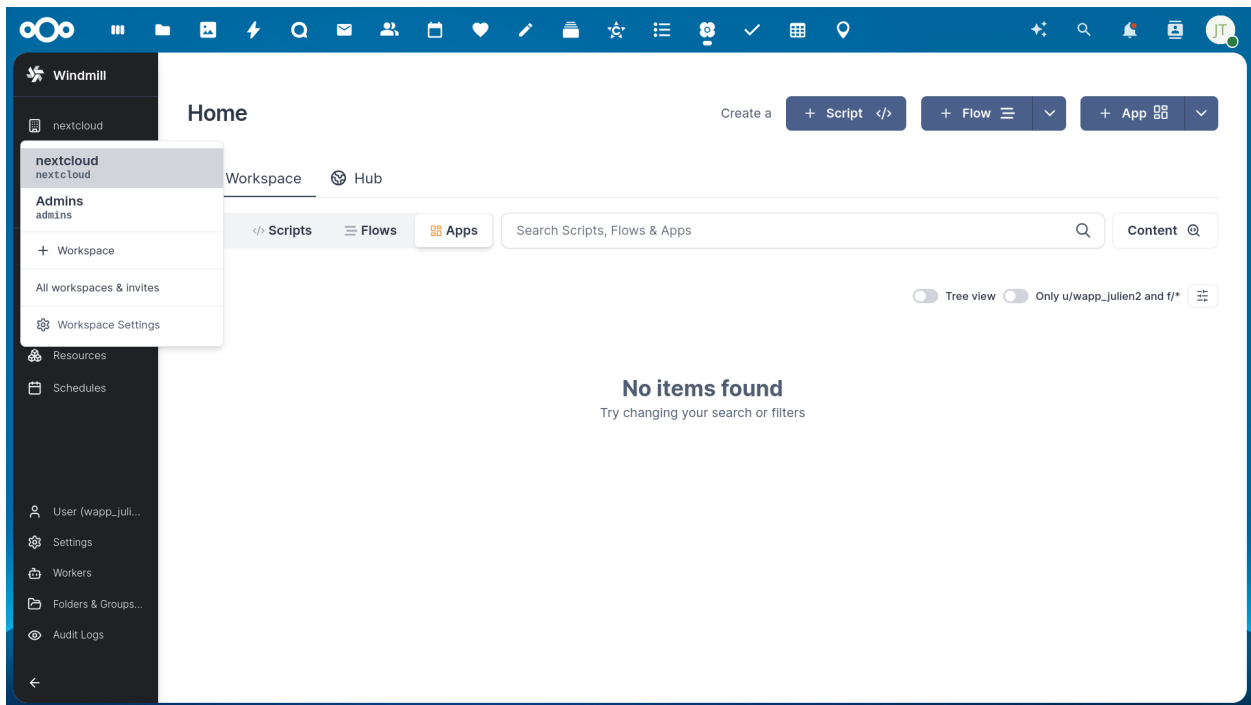 JT
Windmill
nextcloud
nextcloud
nextcloud
Admins
admins
+ Workspace
All workspaces & invites
Workspace Settings
Resources
Schedules
User (wapp_juli...
Settings
Workers
Folders & Groups...
Audit Logs
Home
Create a
+ Script </>
+ Flow
+ App
Workspace
Hub
</> Scripts
Flows
Apps
Search Scripts, Flows & Apps
Content
Tree view
Only u/wapp_julien2 and f/*
No items found
Try changing your search or filters